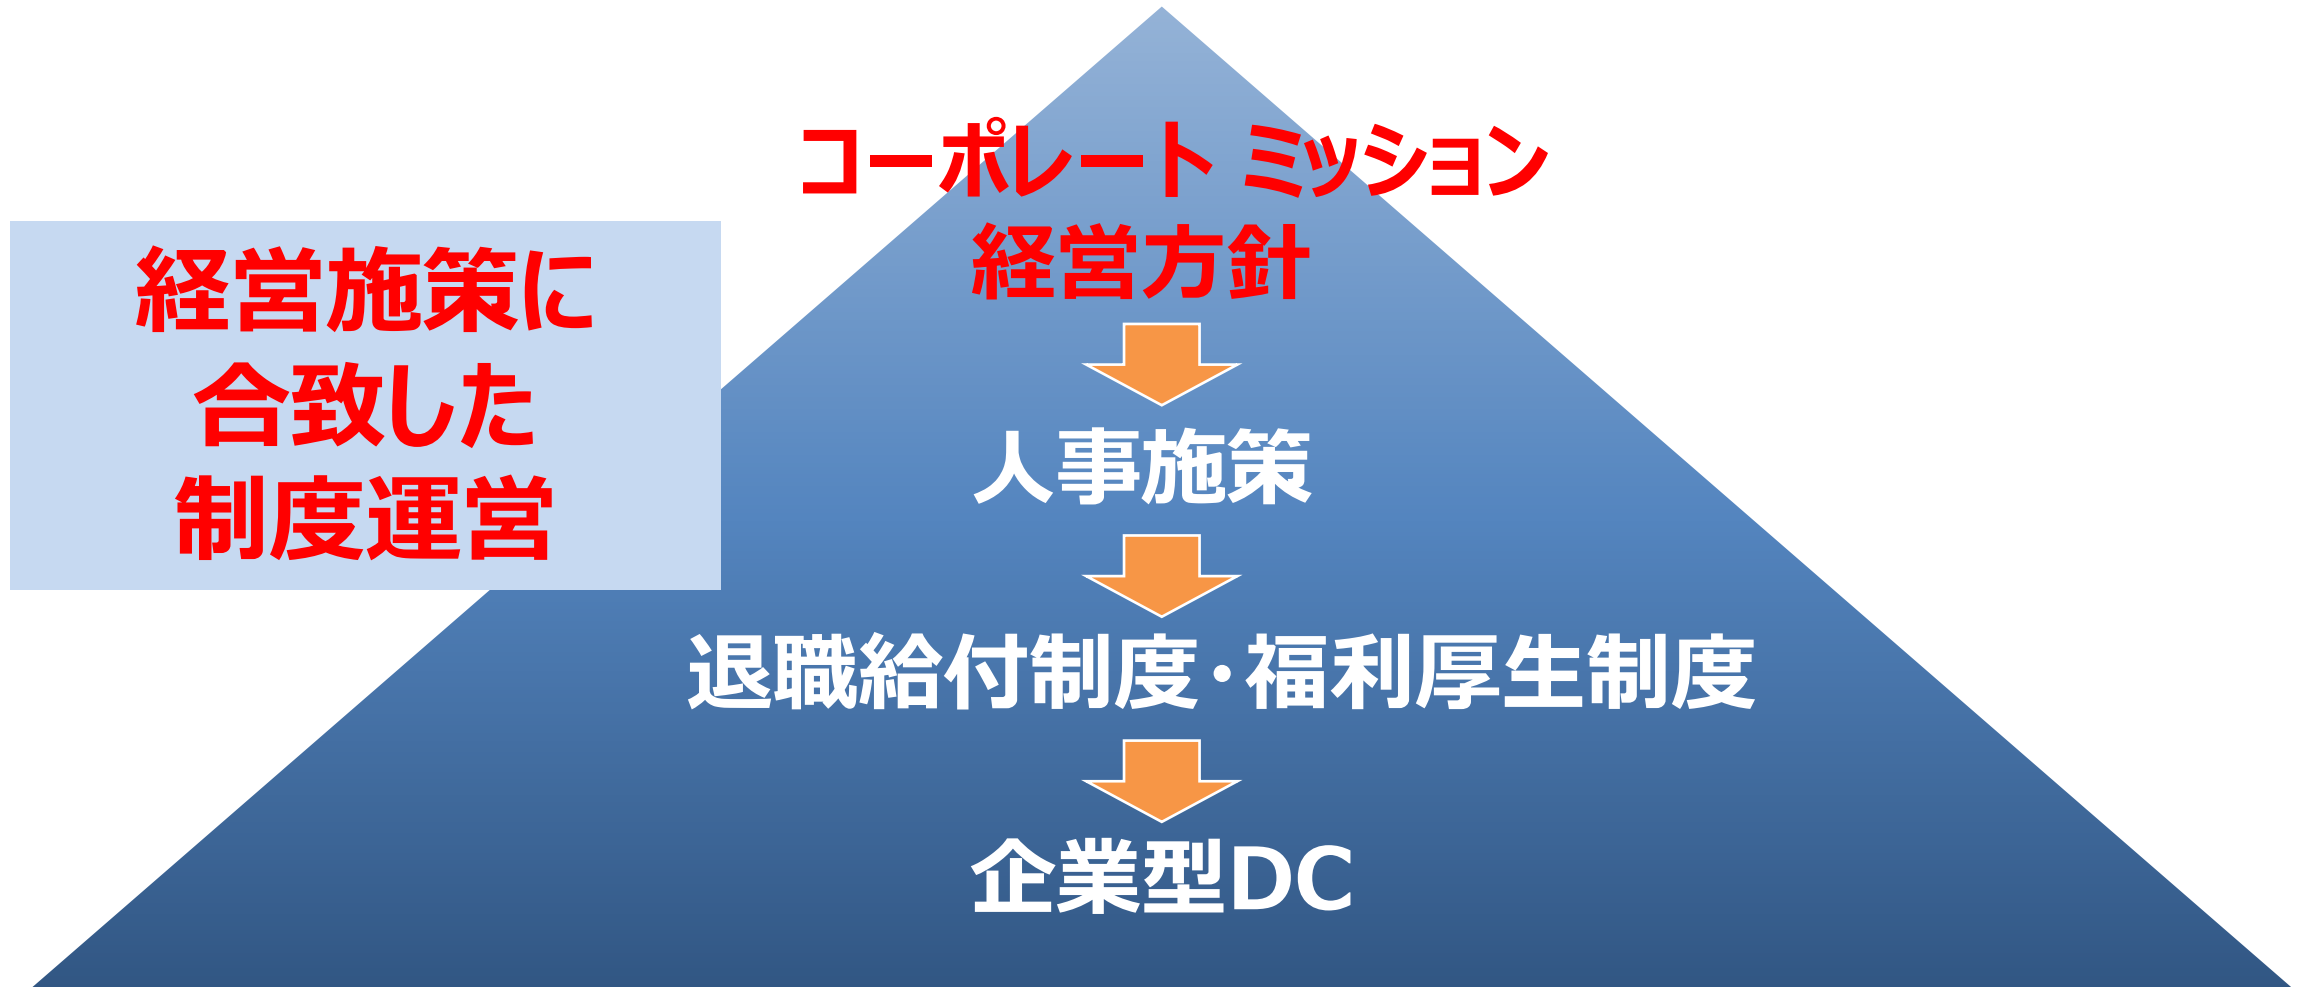 コーポレート ミッション
経営方針
経営施策に
合致した
制度運営
人事施策
退職給付制度・福利厚生制度
企業型DC